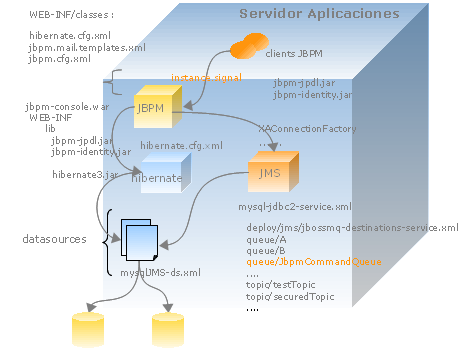 WEB-INF/classes :
Servidor Aplicaciones
hibernate.cfg.xml
jbpm.mail.templates.xml
jbpm.cfg.xml
clients JBPM
instance.signal
jbpm-jpdl.jar
jbpm-identity.jar
jbpm-console.war
WEB-INF
lib
jbpm-jpdl.jar
jbpm-identity.jar
JBPM
XAConnectionFactory
.. ...
hibernate.cfg.xml
hibernate3.jar
hibernate
JMS
mysql-jdbc2-service.xml
deploy/jms/jbossmq-destinations-service.xml
queue/A
queue/B
queue/JbpmCommandQueue
....
topic/testTopic
topic/securedTopic
....
datasources
mysqlJMS-ds.xml